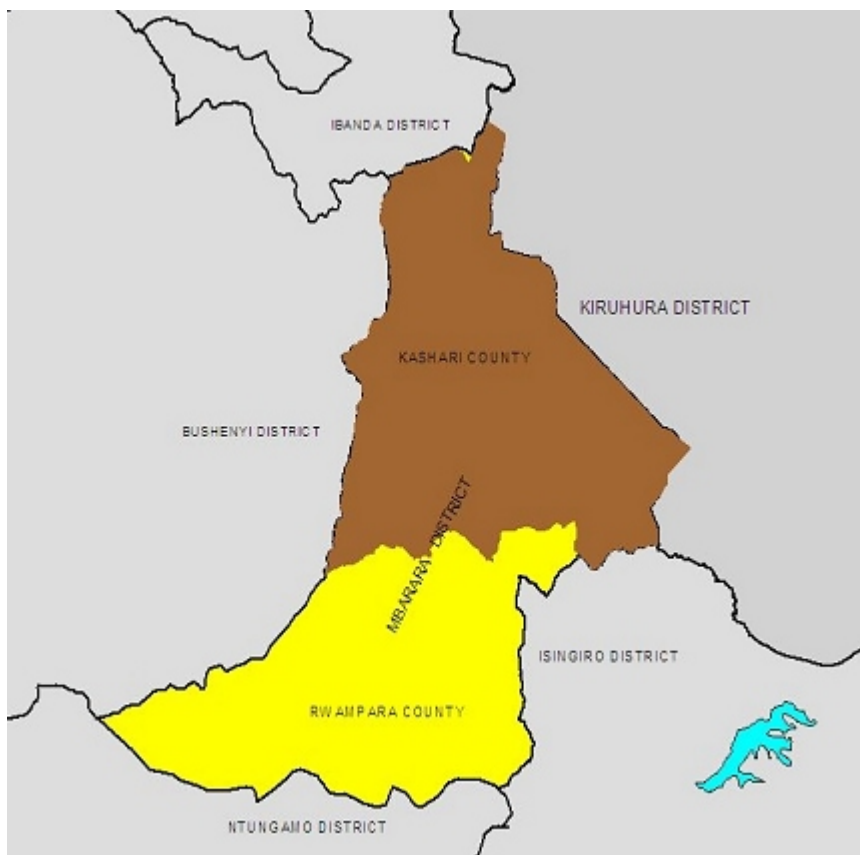 IBANDA DISTRICT
KIRUHURA DISTRICT
KASHARI COUNTY
BUSHENYI DISTRICT
MBARARA DISTRICT
ISINGIRO DISTRICT
RWAMPARA COUNTY
NTUNGAMO DISTRICT